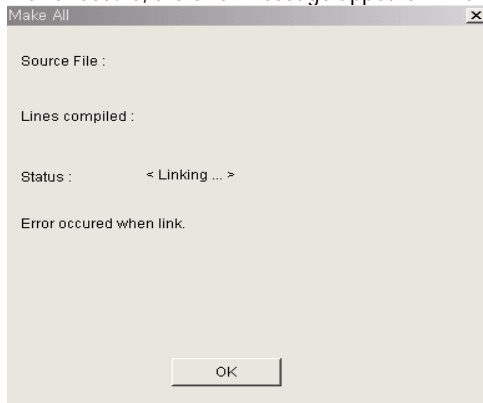 Make All
Source File :
Lines compiled :
Status : < Linking ... >
Error occured when link.
OK